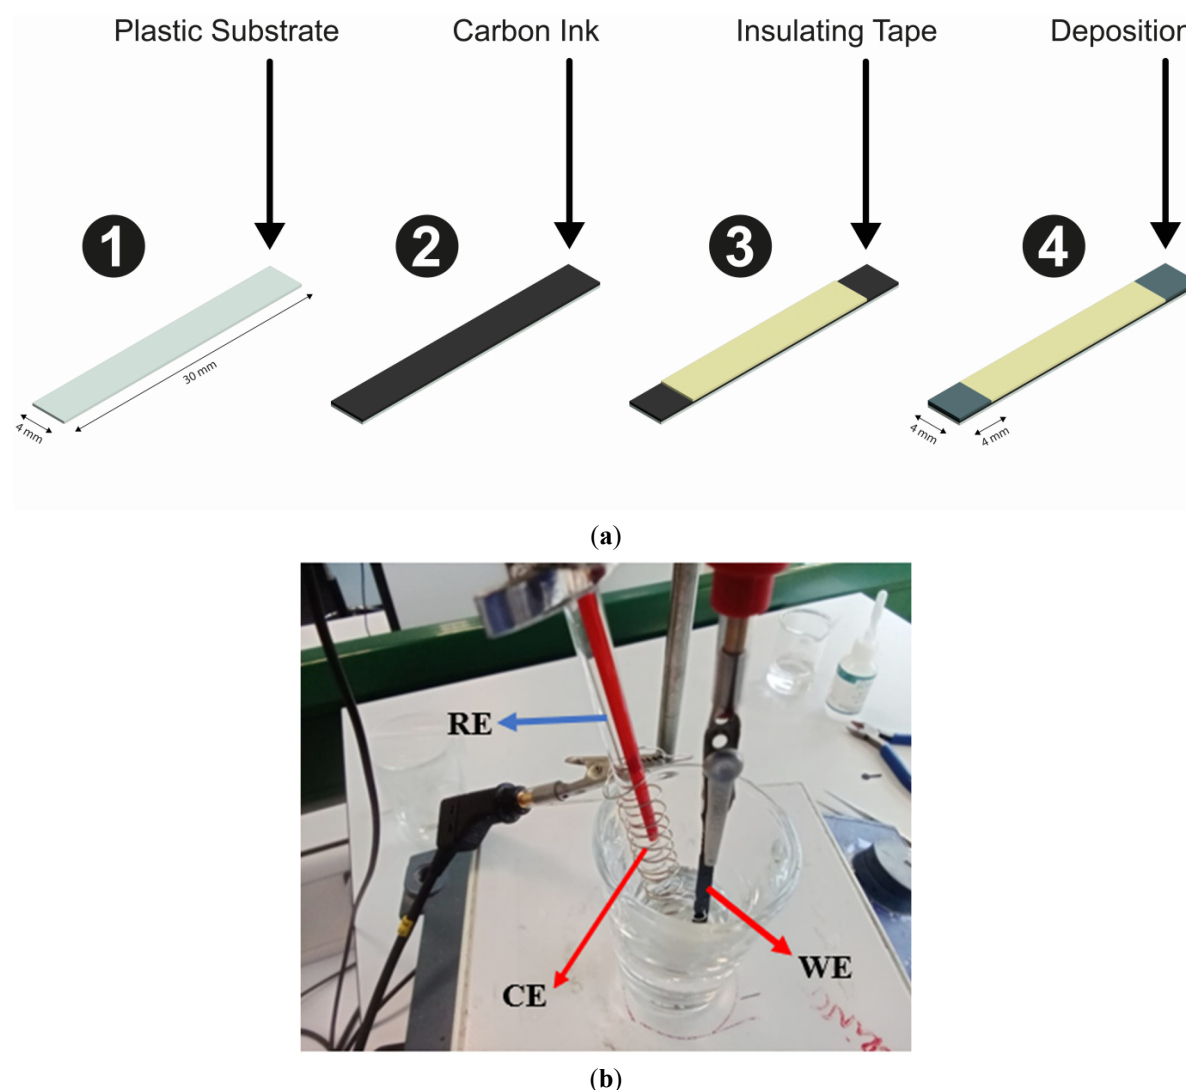 Plastic Substrate
Carbon Ink
Insulating Tape
Deposition
1
2
3
4
30 mm
4 mm
4 mm
4 mm
(a)
RE
CE
WE
(b)